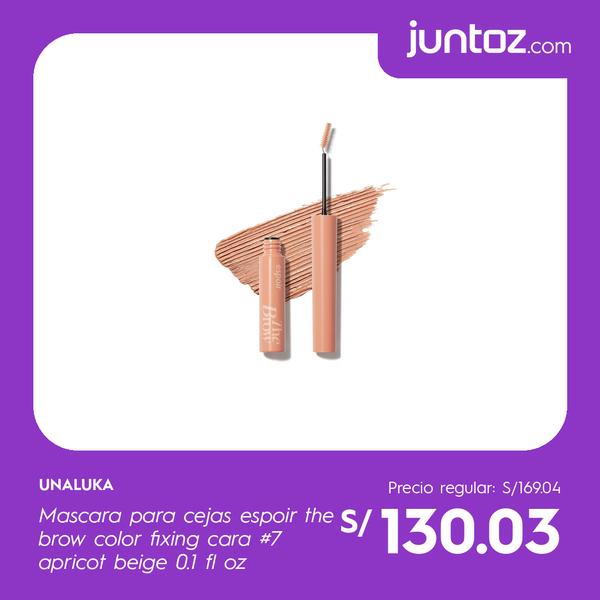 juntoz.com
espoir
The
Brow
UNALUKA
Mascara para cejas espoir the
brow color fixing cara #7
apricot beige 0.1 fl oz
Precio regular: S/169.04
S/130.03